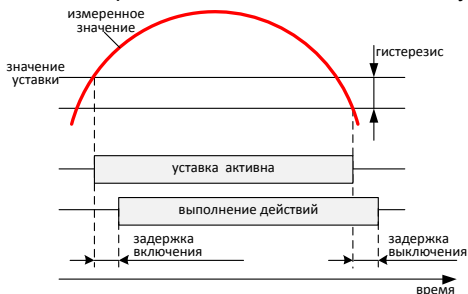 измеренное
значение
гистерезис
значение
уставки
уставка активна
выполнение действий
задержка
включения
задержка
выключения
время